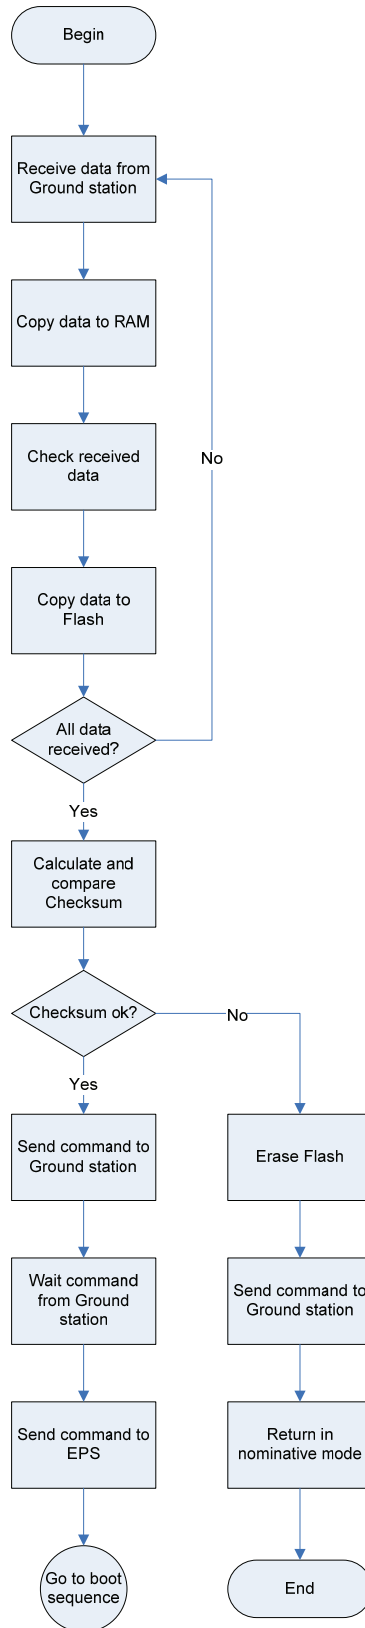 Begin
Receive data from
Ground station
Copy data to RAM
Check received
data
No
Copy data to
Flash
All data
received?
Yes
Calculate and
compare
Checksum
Checksum ok?
No
Yes
Send command to
Ground station
Erase Flash
Wait command
from Ground
station
Send command to
Ground station
Send command to
EPS
Return in
nominative mode
Go to boot
sequence
End